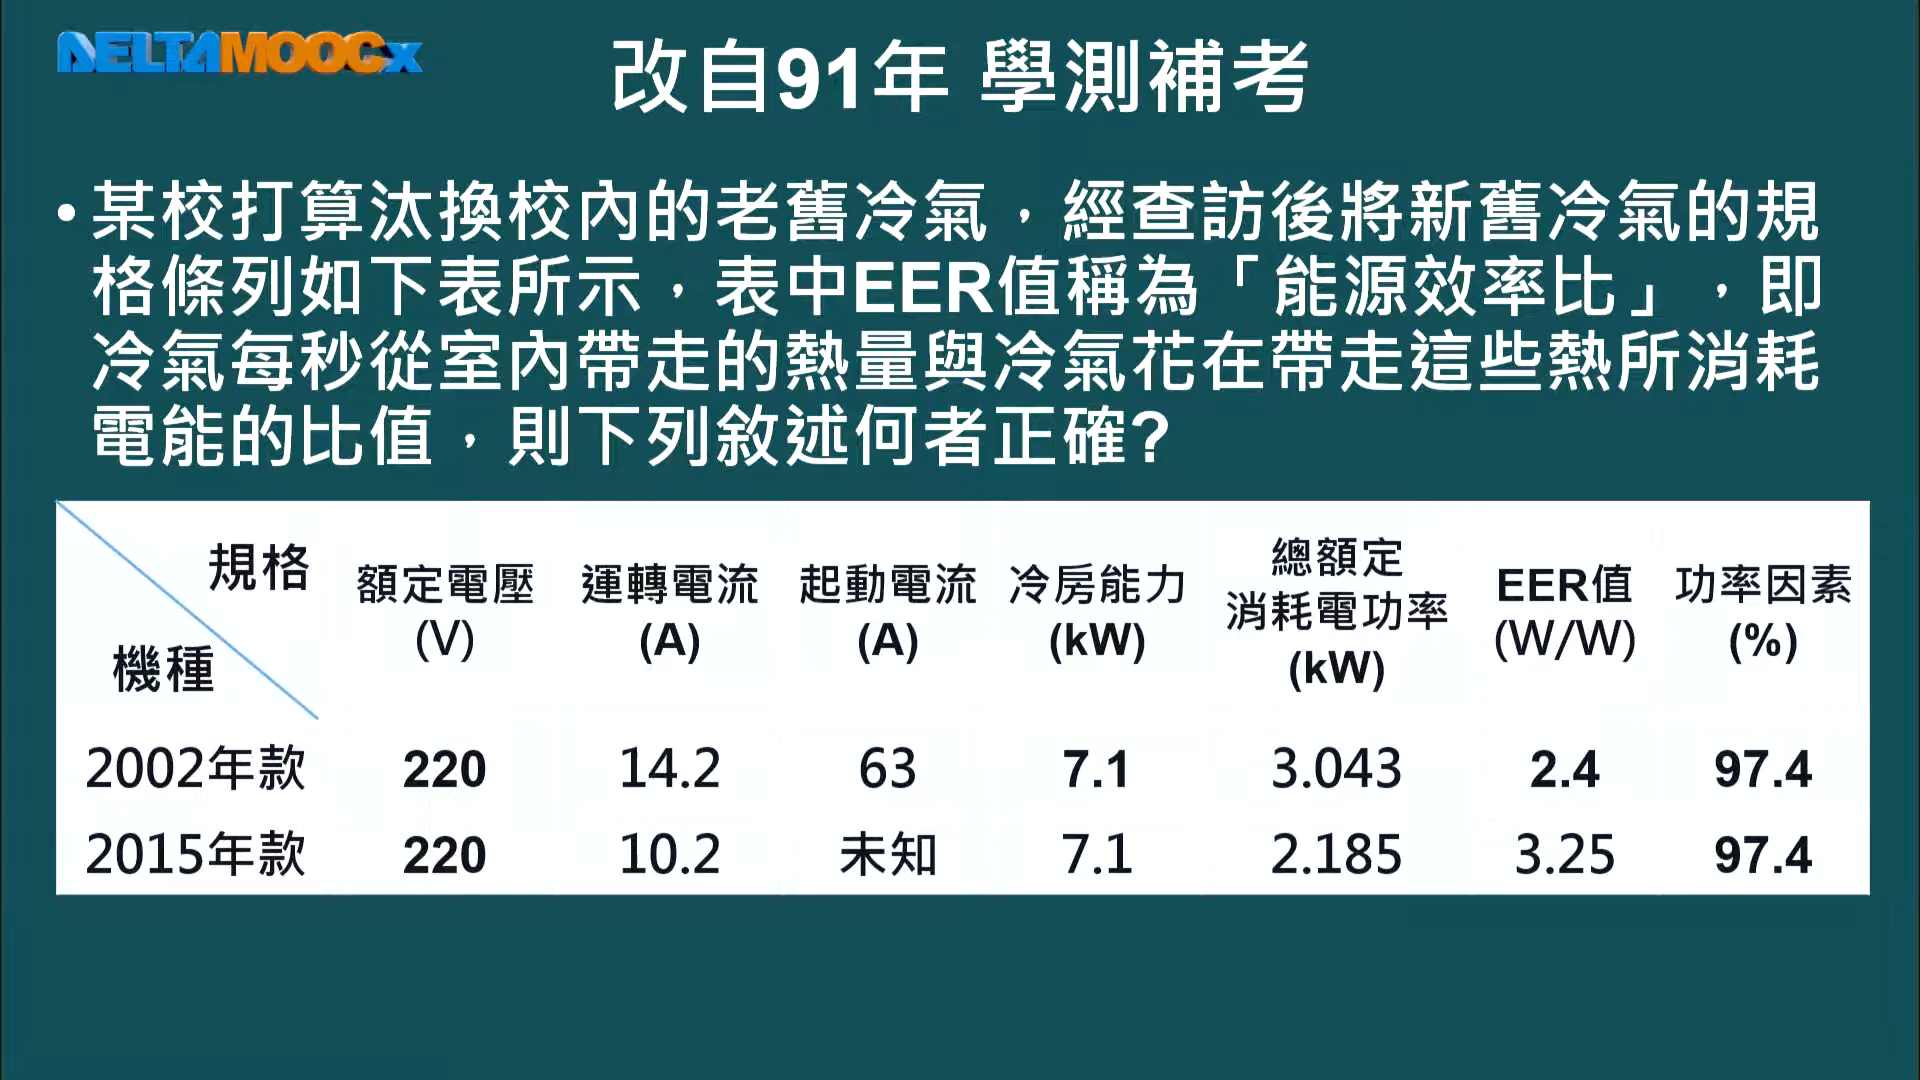 DELTAMOOCx
改自91年 學測補考
•某校打算汰換校內的老舊冷氣，經查訪後將新舊冷氣的規
格條列如下表所示，表中EER值稱為「能源效率比」，即
冷氣每秒從室內帶走的熱量與冷氣花在帶走這些熱所消耗
電能的比值，則下列敘述何者正確?
規格
機種
額定電壓
(V)
運轉電流
(A)
起動電流
(A)
冷房能力
(kW)
總額定
消耗電功率
(kW)
EER值
(W/W)
功率因素
(%)
2002年款 220 14.2 63 7.1 3.043 2.4 97.4
2015年款 220 10.2 未知 7.1 2.185 3.25 97.4